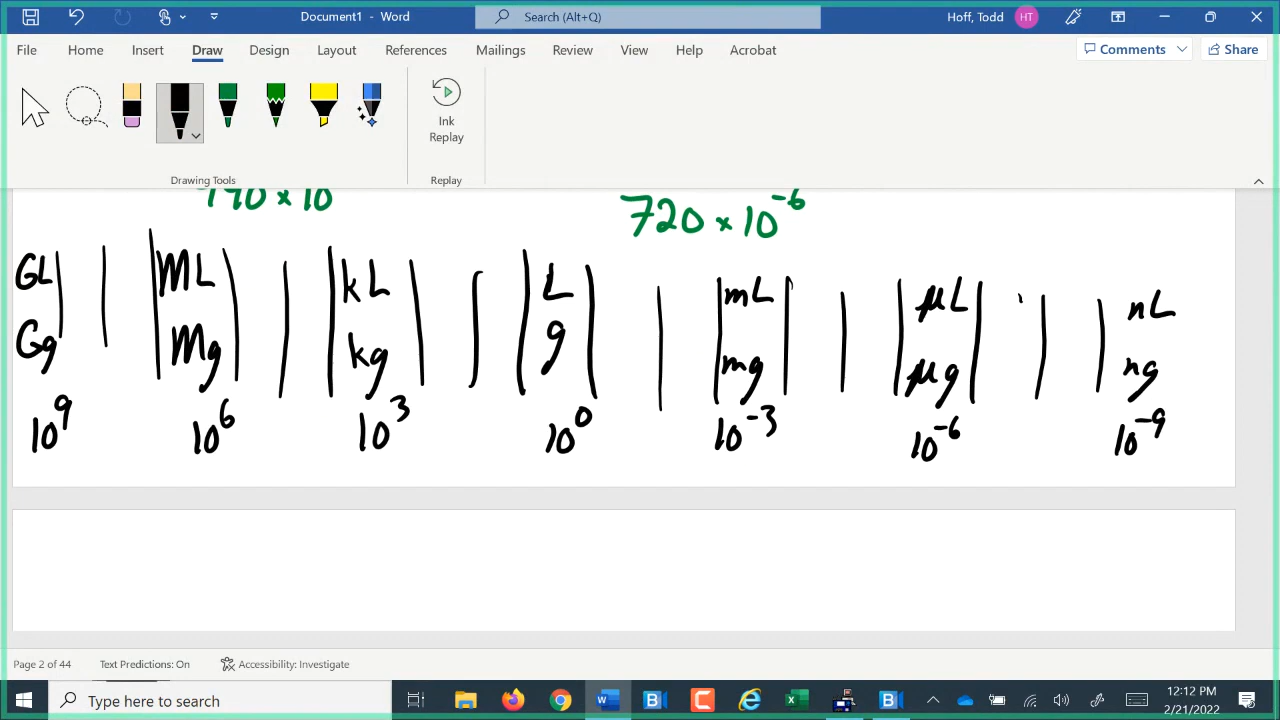 Document1 - Word
Search (Alt+Q)
Hoff, Todd
HT
File Home Insert Draw Design Layout References Mailings Review View Help Acrobat
Comments
Share
Ink
Replay
Drawing Tools
Replay
790 × 10
720 × 10⁻⁶
GL ML kL L mL μL nL
Gg Mg kg g mg μg ng
10⁹ 10⁶ 10³ 10⁰ 10⁻³ 10⁻⁶ 10⁻⁹
Page 2 of 44
Text Predictions: On
Accessibility: Investigate
Type here to search
12:12 PM
2/21/2022